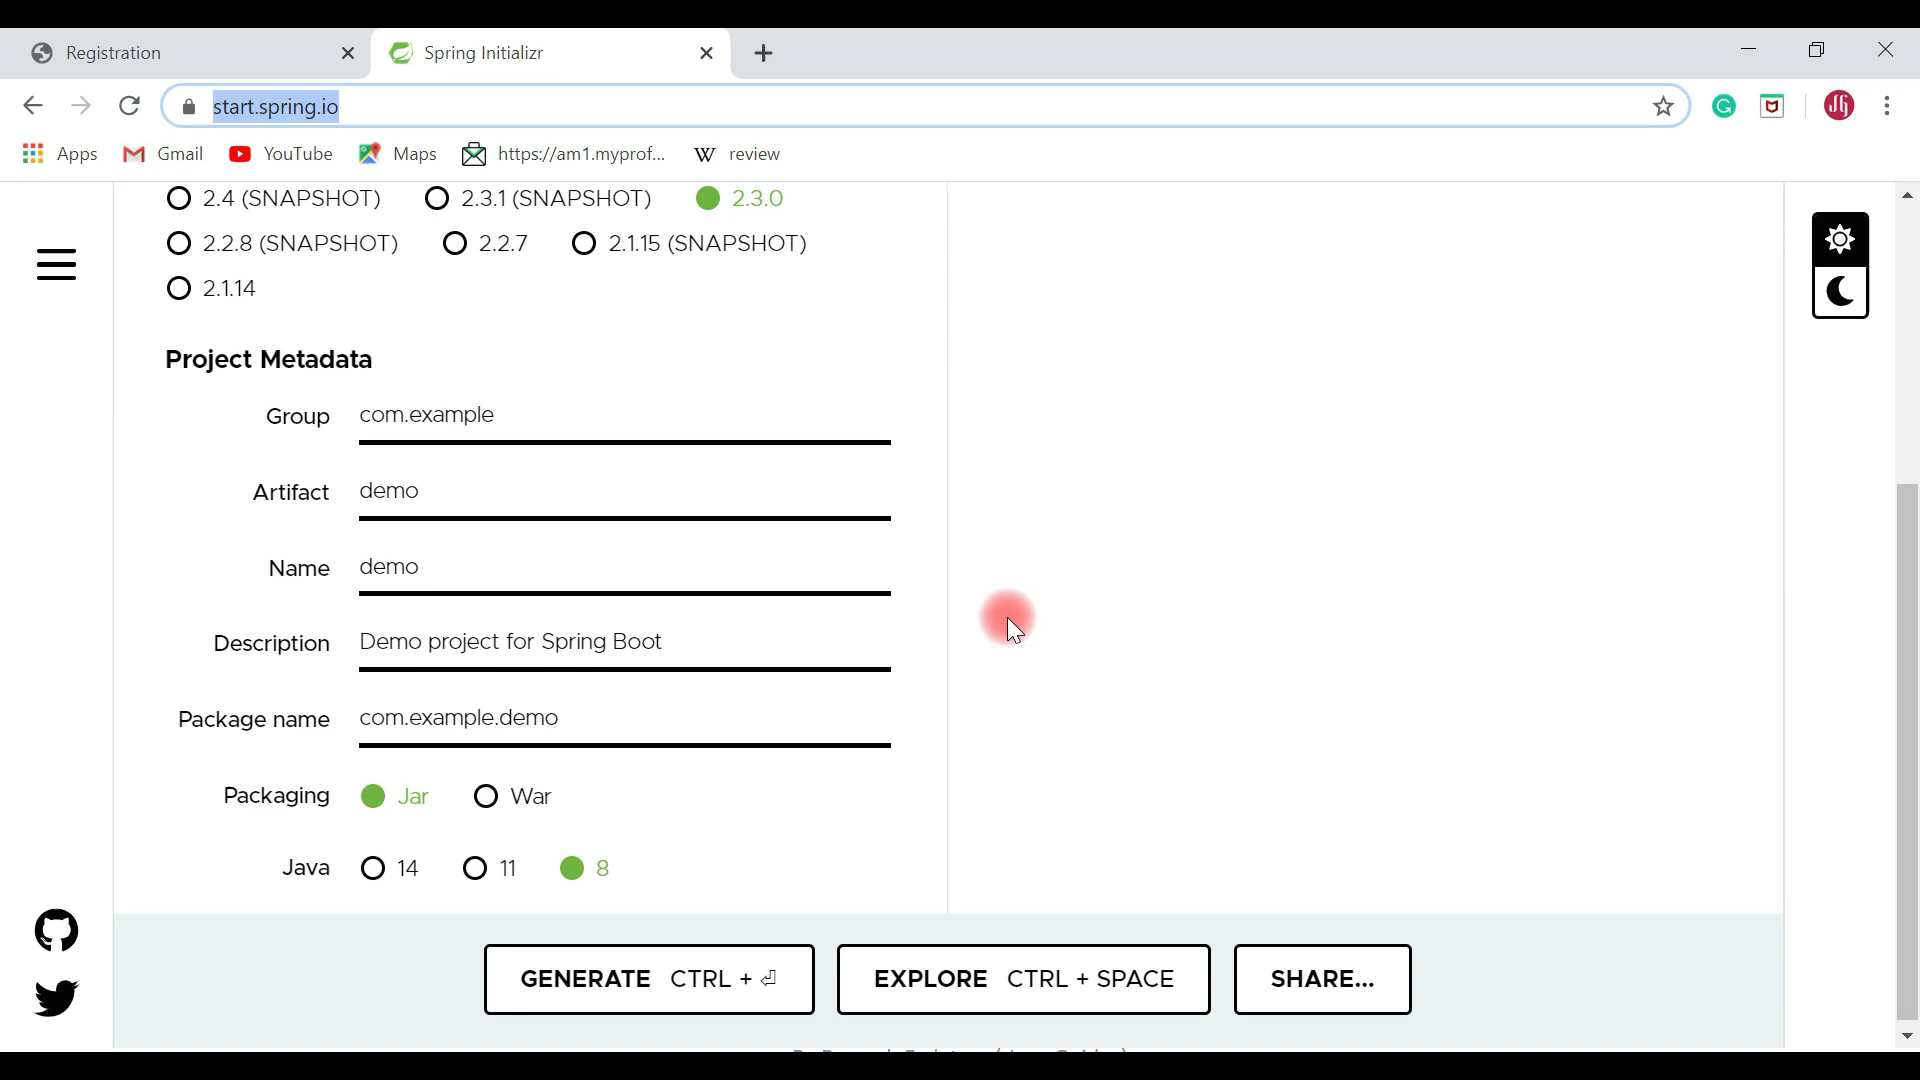 Registration
Spring Initializr
start.spring.io
Apps Gmail YouTube Maps https://am1.myprof... review
2.4 (SNAPSHOT) 2.3.1 (SNAPSHOT) 2.3.0
2.2.8 (SNAPSHOT) 2.2.7 2.1.15 (SNAPSHOT)
2.1.14
Project Metadata
Group com.example
Artifact demo
Name demo
Description Demo project for Spring Boot
Package name com.example.demo
Packaging Jar War
Java 14 11 8
GENERATE CTRL + ⏎ EXPLORE CTRL + SPACE SHARE...